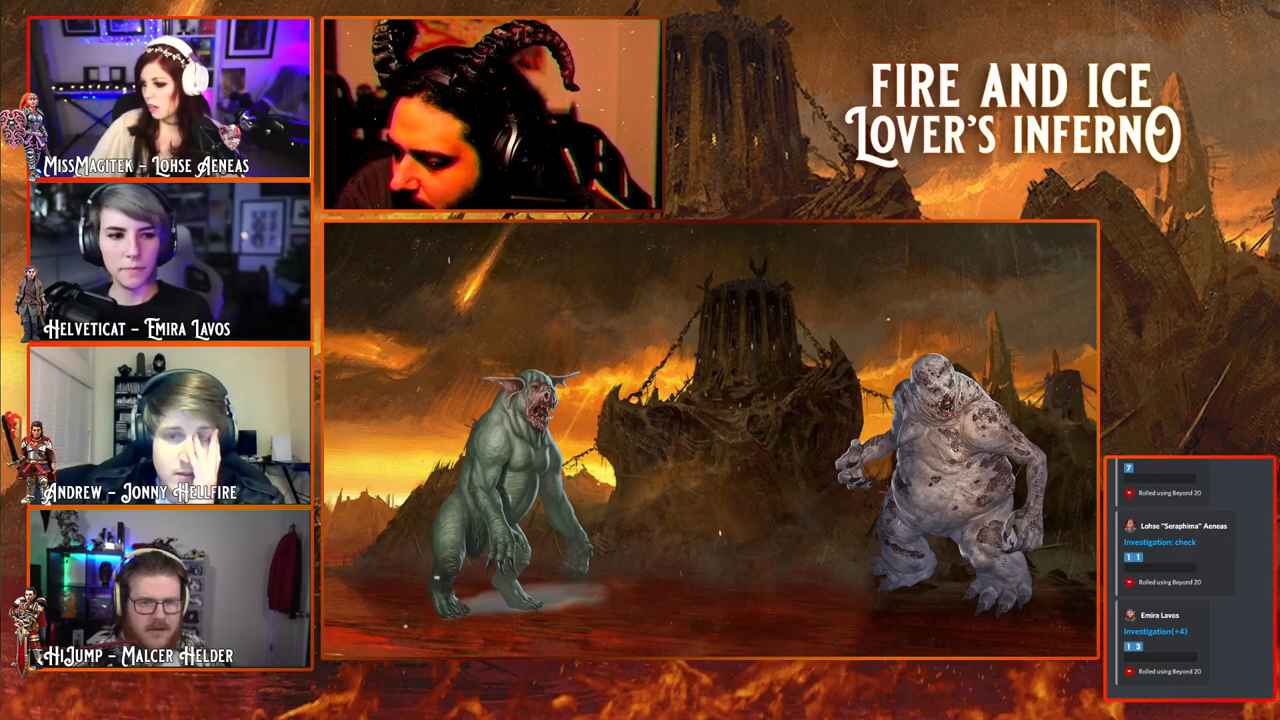 FIRE AND ICE
LOVER'S INFERNO
MISSMAGITEK – LOHSE AENEAS
HELVETICAT – EMIRA LAVOS
ANDREW – JONNY HELLFIRE
HIJUMP – MALCER HELDER
7
Rolled using Beyond 20
Lohse "Seraphima" Aeneas
Investigation: check
1 1
Rolled using Beyond 20
Emira Lavos
Investigation(+4)
1 3
Rolled using Beyond 20